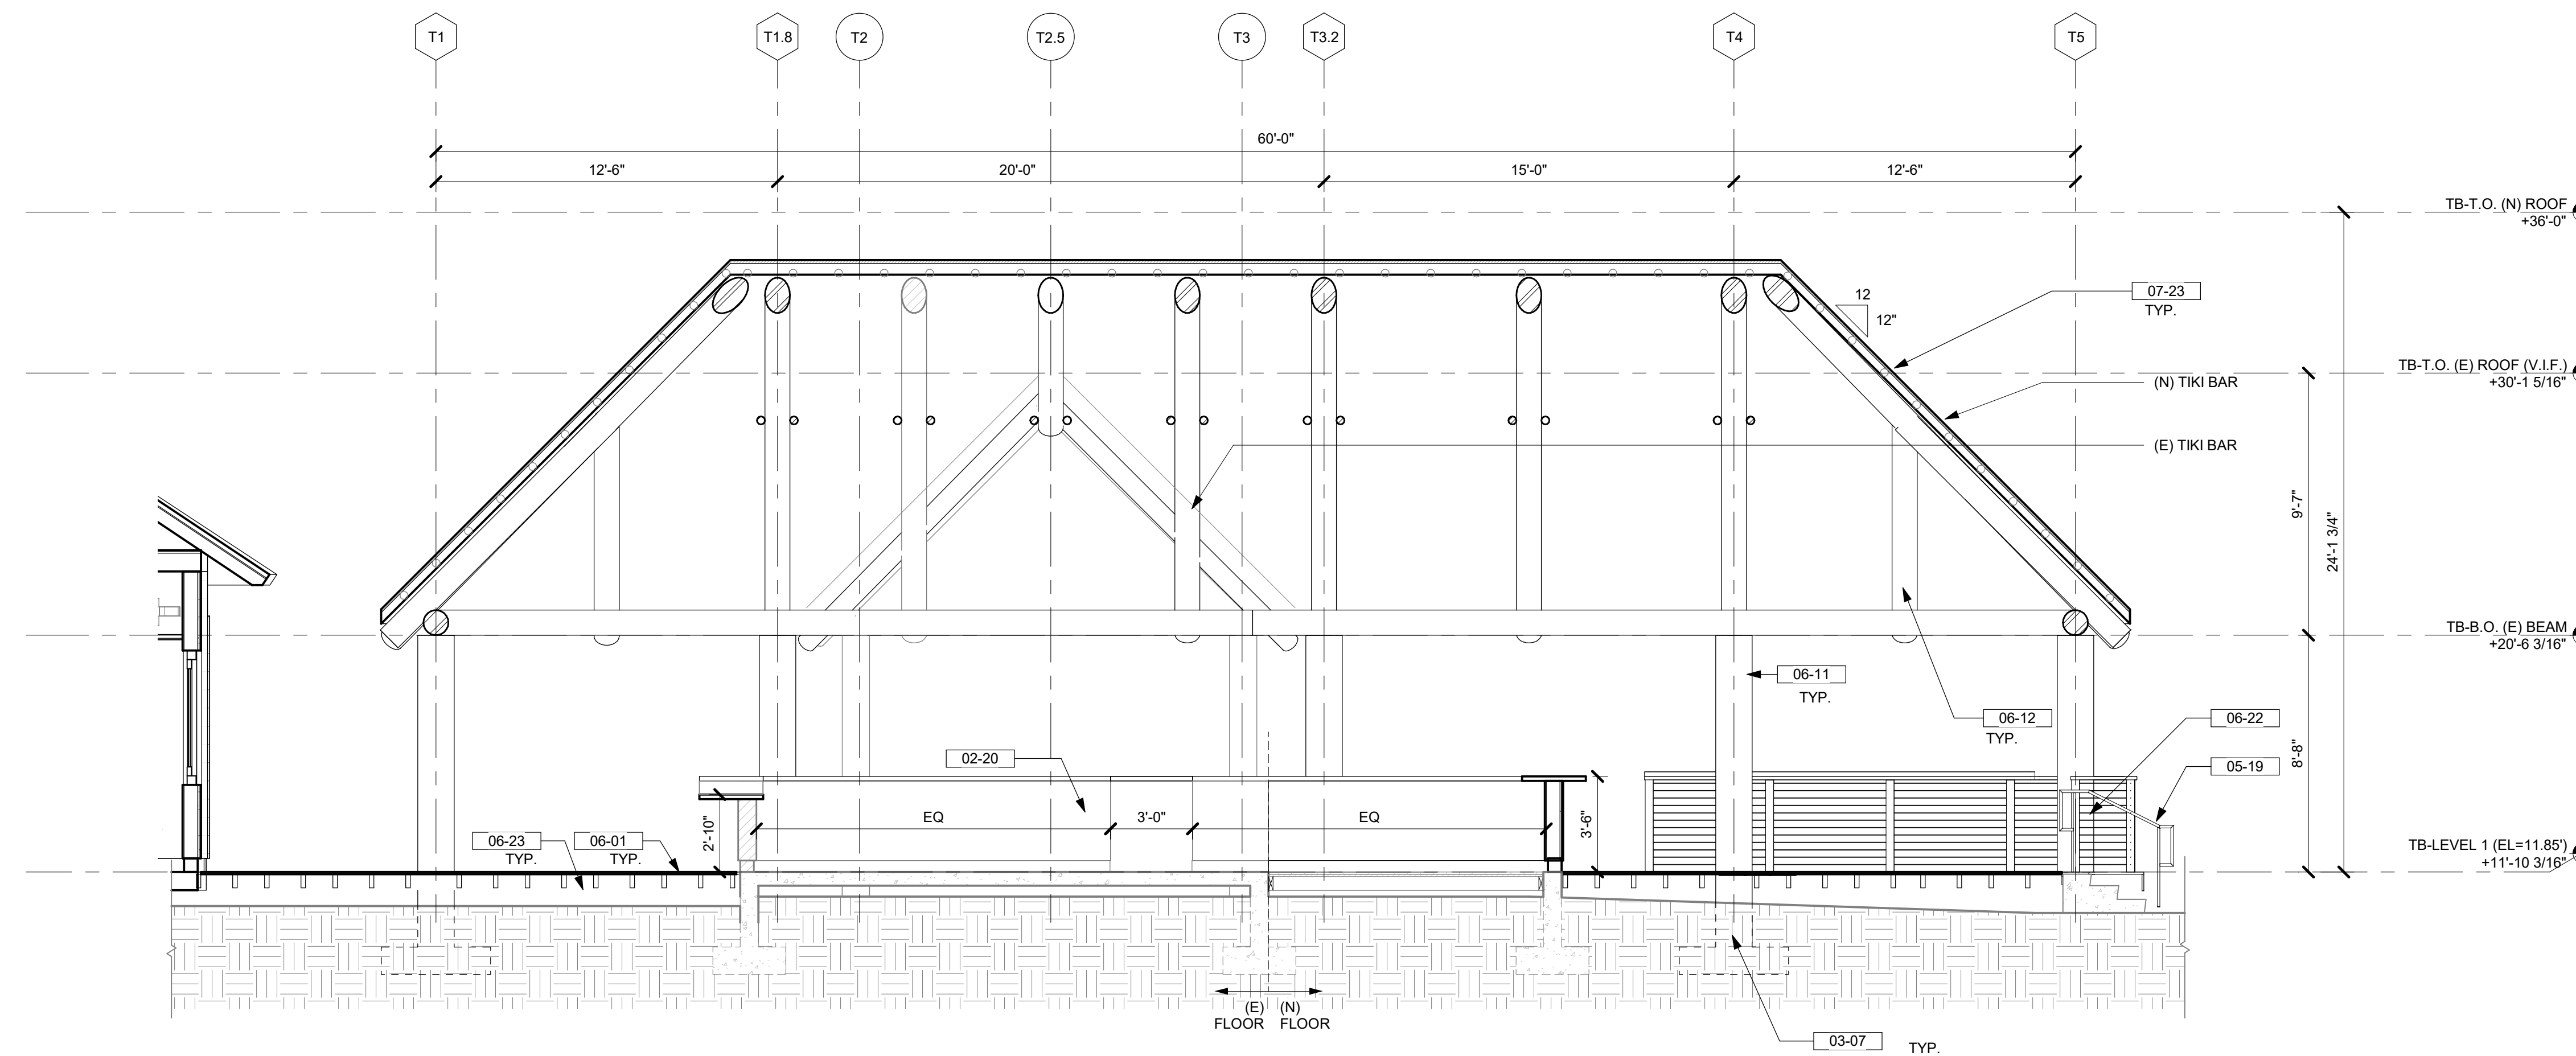 T1
T1.8
T2
T2.5
T3
T3.2
T4
T5
60'-0"
12'-6"
20'-0"
15'-0"
12'-6"
TB-T.O. (N) ROOF
+36'-0"
12
12"
07-23
TYP.
TB-T.O. (E) ROOF (V.I.F.)
+30'-1 5/16"
(N) TIKI BAR
(E) TIKI BAR
9'-7"
24'-1 3/4"
TB-B.O. (E) BEAM
+20'-6 3/16"
06-11
TYP.
06-12
TYP.
06-22
05-19
8'-8"
02-20
EQ
3'-0"
EQ
2'-10"
3'-6"
06-23
TYP.
06-01
TYP.
TB-LEVEL 1 (EL=11.85')
+11'-10 3/16"
(E)
FLOOR
(N)
FLOOR
03-07
TYP.